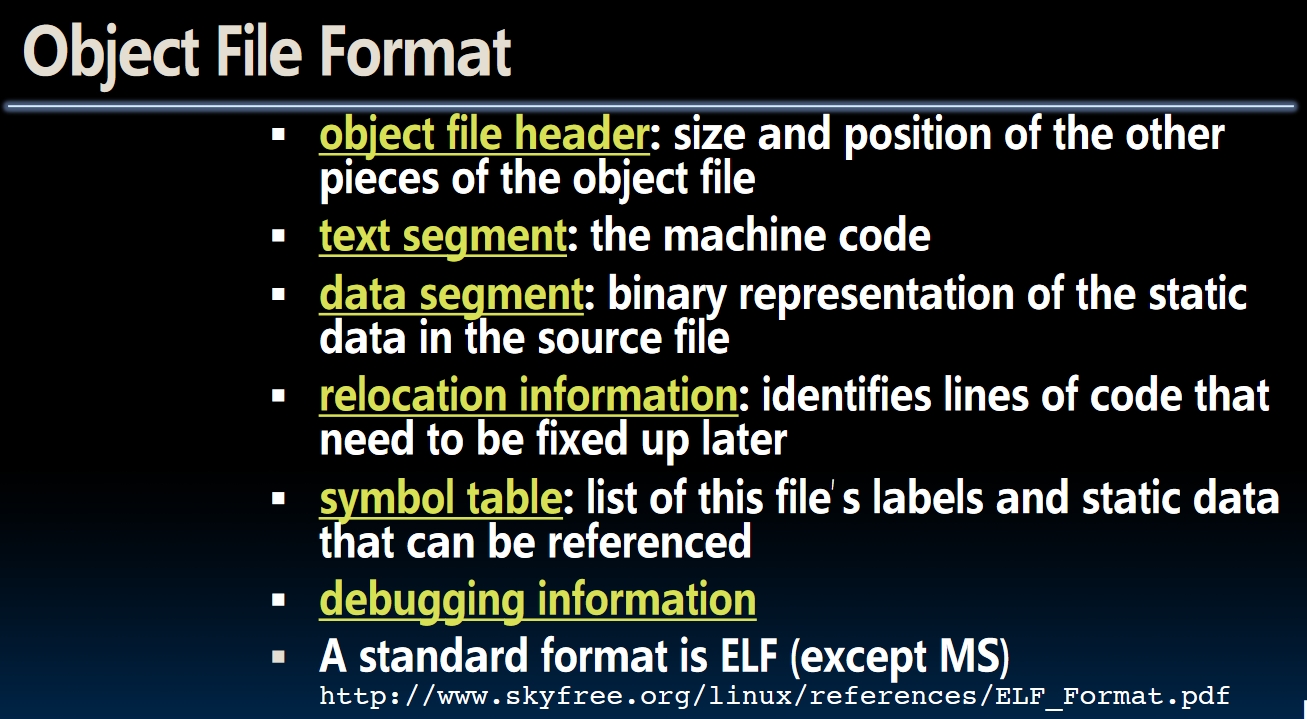 Object File Format
▪ object file header: size and position of the other
pieces of the object file
▪ text segment: the machine code
▪ data segment: binary representation of the static
data in the source file
▪ relocation information: identifies lines of code that
need to be fixed up later
▪ symbol table: list of this file's labels and static data
that can be referenced
▪ debugging information
▪ A standard format is ELF (except MS)
http://www.skyfree.org/linux/references/ELF_Format.pdf